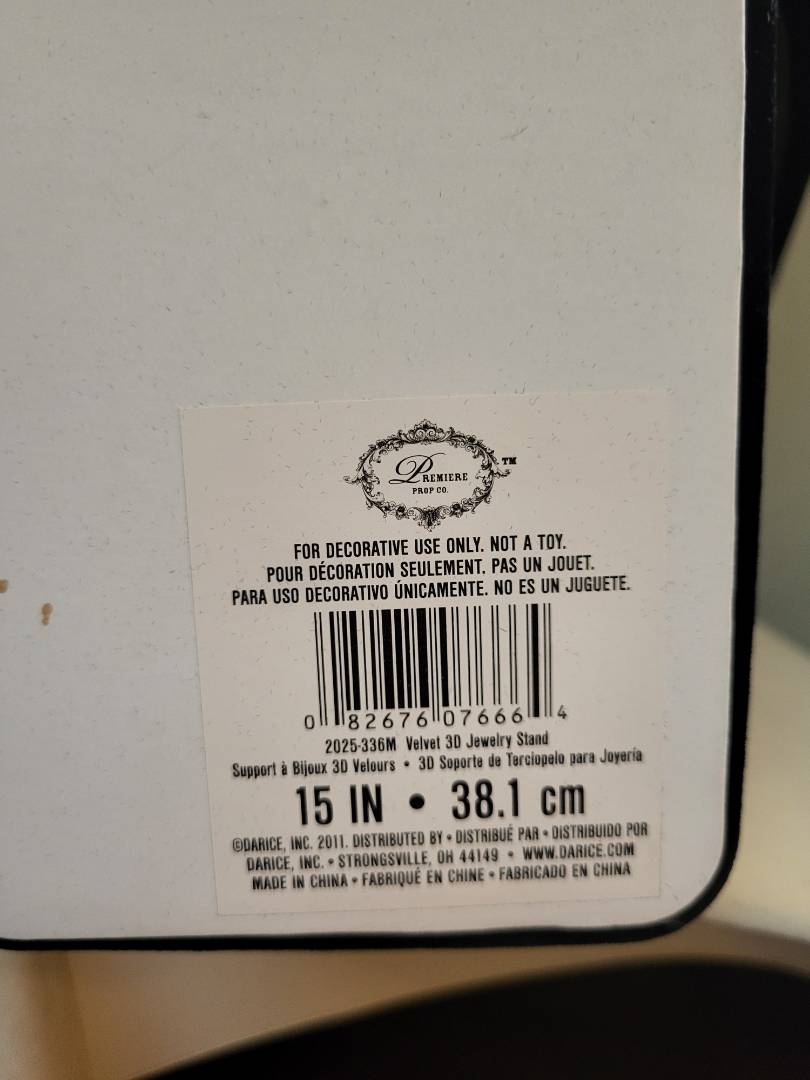 PREMIERE ™
PROP CO.
FOR DECORATIVE USE ONLY. NOT A TOY.
POUR DÉCORATION SEULEMENT. PAS UN JOUET.
PARA USO DECORATIVO ÚNICAMENTE. NO ES UN JUGUETE.
0 82676 07666 4
2025-336M Velvet 3D Jewelry Stand
Support à Bijoux 3D Velours • 3D Soporte de Terciopelo para Joyería
15 IN • 38.1 cm
©DARICE, INC. 2011. DISTRIBUTED BY • DISTRIBUÉ PAR • DISTRIBUIDO POR
DARICE, INC. • STRONGSVILLE, OH 44149 • WWW.DARICE.COM
MADE IN CHINA • FABRIQUÉ EN CHINE • FABRICADO EN CHINA